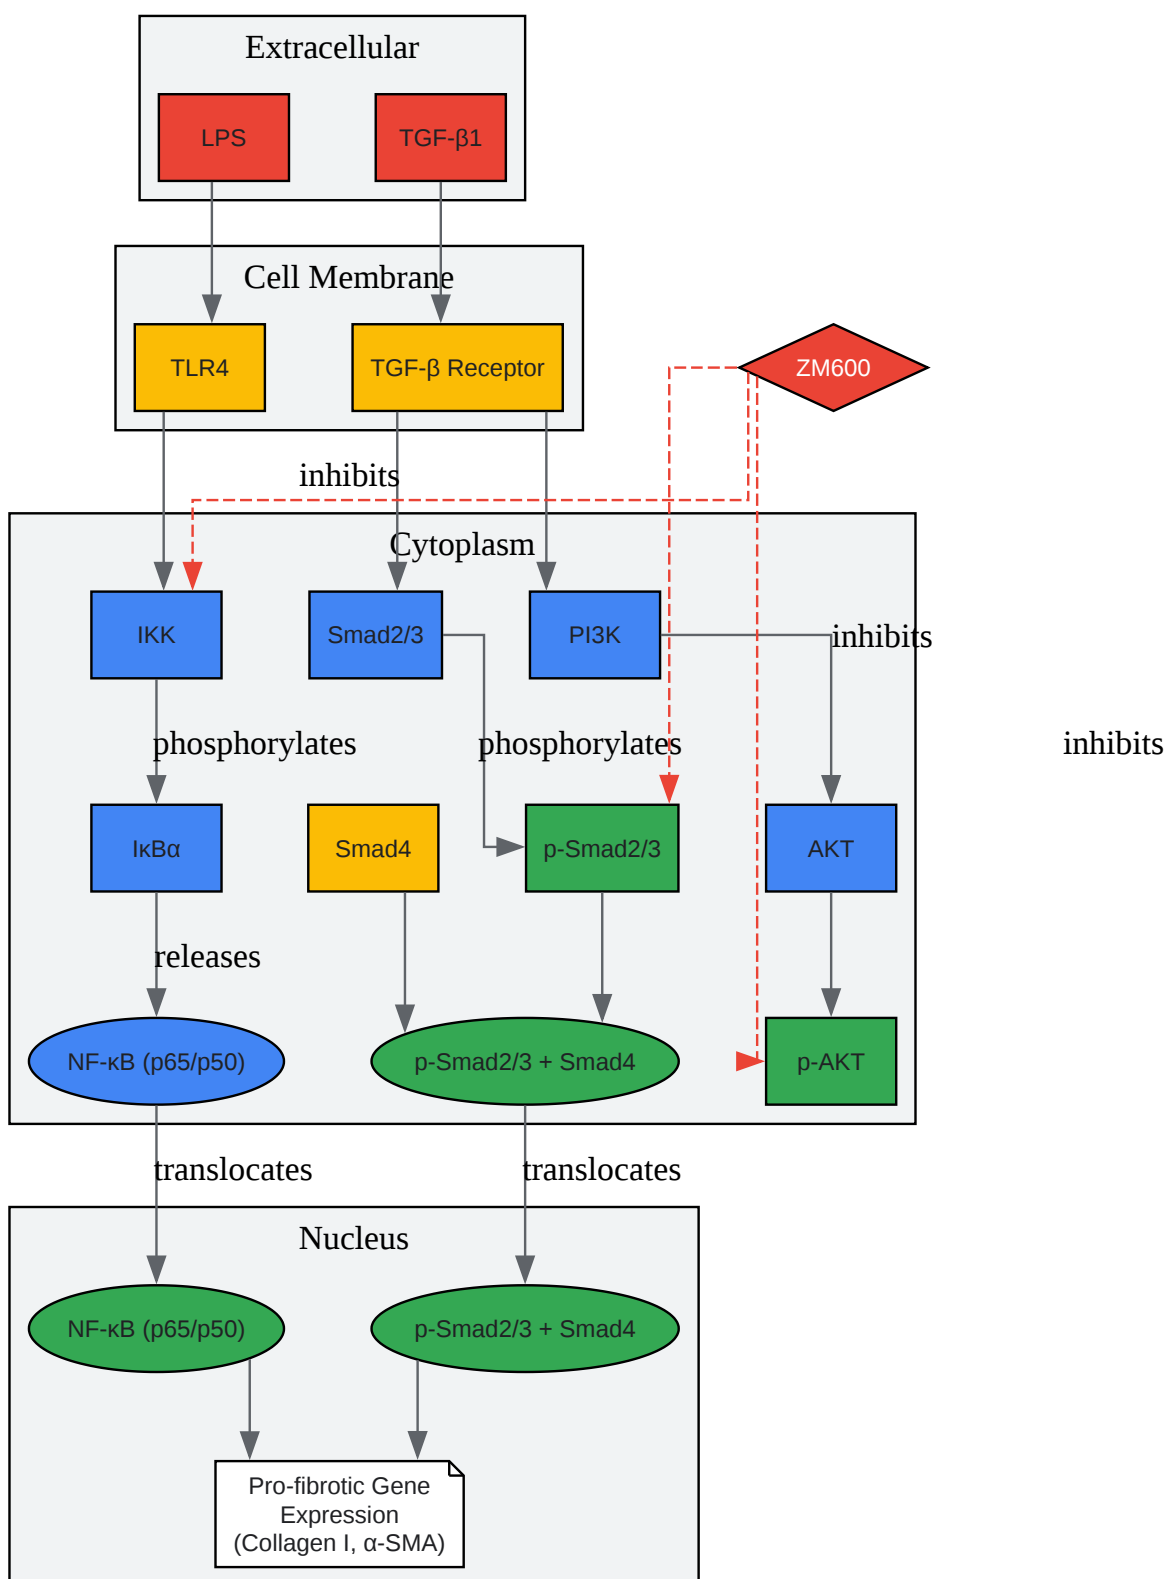 Extracellular
LPS
TGF-β1
Cell Membrane
TLR4
TGF-β Receptor
ZM600
inhibits
Cytoplasm
IKK
Smad2/3
PI3K
inhibits
phosphorylates
phosphorylates
inhibits
IκBα
Smad4
p-Smad2/3
AKT
releases
NF-κB (p65/p50)
p-Smad2/3 + Smad4
p-AKT
translocates
translocates
Nucleus
NF-κB (p65/p50)
p-Smad2/3 + Smad4
Pro-fibrotic Gene
Expression
(Collagen I, α-SMA)